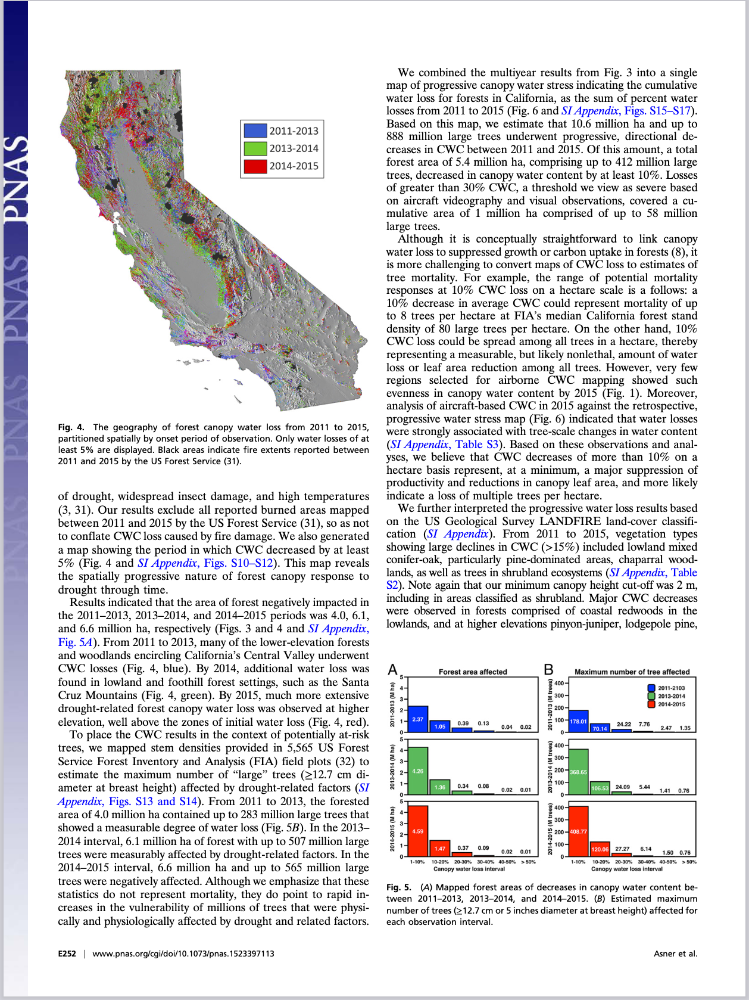 PNAS PNAS PNAS PNAS
2011-2013
2013-2014
2014-2015
Fig. 4. The geography of forest canopy water loss from 2011 to 2015,
partitioned spatially by onset period of observation. Only water losses of at
least 5% are displayed. Black areas indicate fire extents reported between
2011 and 2015 by the US Forest Service (31).
of drought, widespread insect damage, and high temperatures
(3, 31). Our results exclude all reported burned areas mapped
between 2011 and 2015 by the US Forest Service (31), so as not
to conflate CWC loss caused by fire damage. We also generated
a map showing the period in which CWC decreased by at least
5% (Fig. 4 and SI Appendix, Figs. S10–S12). This map reveals
the spatially progressive nature of forest canopy response to
drought through time.
Results indicated that the area of forest negatively impacted in
the 2011–2013, 2013–2014, and 2014–2015 periods was 4.0, 6.1,
and 6.6 million ha, respectively (Figs. 3 and 4 and SI Appendix,
Fig. 5A). From 2011 to 2013, many of the lower-elevation forests
and woodlands encircling California's Central Valley underwent
CWC losses (Fig. 4, blue). By 2014, additional water loss was
found in lowland and foothill forest settings, such as the Santa
Cruz Mountains (Fig. 4, green). By 2015, much more extensive
drought-related forest canopy water loss was observed at higher
elevation, well above the zones of initial water loss (Fig. 4, red).
To place the CWC results in the context of potentially at-risk
trees, we mapped stem densities provided in 5,565 US Forest
Service Forest Inventory and Analysis (FIA) field plots (32) to
estimate the maximum number of “large” trees (≥12.7 cm di-
ameter at breast height) affected by drought-related factors (SI
Appendix, Figs. S13 and S14). From 2011 to 2013, the forested
area of 4.0 million ha contained up to 283 million large trees that
showed a measurable degree of water loss (Fig. 5B). In the 2013–
2014 interval, 6.1 million ha of forest with up to 507 million large
trees were measurably affected by drought-related factors. In the
2014–2015 interval, 6.6 million ha and up to 565 million large
trees were negatively affected. Although we emphasize that these
statistics do not represent mortality, they do point to rapid in-
creases in the vulnerability of millions of trees that were physi-
cally and physiologically affected by drought and related factors.
We combined the multiyear results from Fig. 3 into a single
map of progressive canopy water stress indicating the cumulative
water loss for forests in California, as the sum of percent water
losses from 2011 to 2015 (Fig. 6 and SI Appendix, Figs. S15–S17).
Based on this map, we estimate that 10.6 million ha and up to
888 million large trees underwent progressive, directional de-
creases in CWC between 2011 and 2015. Of this amount, a total
forest area of 5.4 million ha, comprising up to 412 million large
trees, decreased in canopy water content by at least 10%. Losses
of greater than 30% CWC, a threshold we view as severe based
on aircraft videography and visual observations, covered a cu-
mulative area of 1 million ha comprised of up to 58 million
large trees.
Although it is conceptually straightforward to link canopy
water loss to suppressed growth or carbon uptake in forests (8), it
is more challenging to convert maps of CWC loss to estimates of
tree mortality. For example, the range of potential mortality
responses at 10% CWC loss on a hectare scale is a follows: a
10% decrease in average CWC could represent mortality of up
to 8 trees per hectare at FIA's median California forest stand
density of 80 large trees per hectare. On the other hand, 10%
CWC loss could be spread among all trees in a hectare, thereby
representing a measurable, but likely nonlethal, amount of water
loss or leaf area reduction among all trees. However, very few
regions selected for airborne CWC mapping showed such
evenness in canopy water content by 2015 (Fig. 1). Moreover,
analysis of aircraft-based CWC in 2015 against the retrospective,
progressive water stress map (Fig. 6) indicated that water losses
were strongly associated with tree-scale changes in water content
(SI Appendix, Table S3). Based on these observations and anal-
yses, we believe that CWC decreases of more than 10% on a
hectare basis represent, at a minimum, a major suppression of
productivity and reductions in canopy leaf area, and more likely
indicate a loss of multiple trees per hectare.
We further interpreted the progressive water loss results based
on the US Geological Survey LANDFIRE land-cover classifi-
cation (SI Appendix). From 2011 to 2015, vegetation types
showing large declines in CWC (>15%) included lowland mixed
conifer-oak, particularly pine-dominated areas, chaparral wood-
lands, as well as trees in shrubland ecosystems (SI Appendix, Table
S2). Note again that our minimum canopy height cut-off was 2 m,
including in areas classified as shrubland. Major CWC decreases
were observed in forests comprised of coastal redwoods in the
lowlands, and at higher elevations pinyon-juniper, lodgepole pine,
A
Forest area affected
2011-2013 (M ha)
5
4
3
2
1
0
2.37 1.05 0.39 0.13 0.04 0.02
2013-2014 (M ha)
5
4
3
2
1
0
4.26 1.36 0.34 0.08 0.02 0.01
2014-2015 (M ha)
5
4
3
2
1
0
4.59 1.47 0.37 0.09 0.02 0.01
1-10% 10-20% 20-30% 30-40% 40-50% > 50%
Canopy water loss interval
B
Maximum number of tree affected
2011-2013 (M trees)
400
300
200
100
0
2011-2103
2013-2014
2014-2015
178.01 70.14 24.22 7.76 2.47 1.35
2013-2014 (M trees)
400
300
200
100
0
368.65 106.53 24.09 5.44 1.41 0.76
2014-2015 (M trees)
400
300
200
100
0
408.77 120.06 27.27 6.14 1.50 0.76
1-10% 10-20% 20-30% 30-40% 40-50% > 50%
Canopy water loss interval
Fig. 5. (A) Mapped forest areas of decreases in canopy water content be-
tween 2011–2013, 2013–2014, and 2014–2015. (B) Estimated maximum
number of trees (≥12.7 cm or 5 inches diameter at breast height) affected for
each observation interval.
E252 | www.pnas.org/cgi/doi/10.1073/pnas.1523397113
Asner et al.